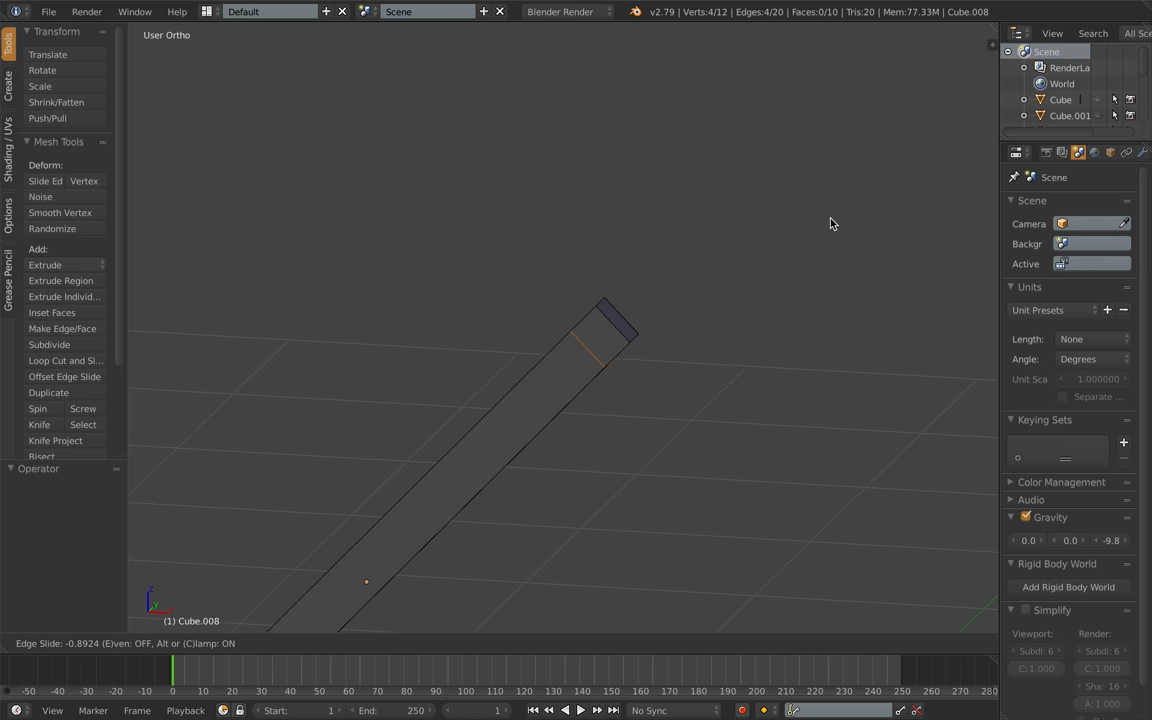 File Render Window Help Default Scene Blender Render v2.79 | Verts:4/12 | Edges:4/20 | Faces:0/10 | Tris:20 | Mem:77.33M | Cube.008
Tools
Create
Shading / UVs
Options
Grease Pencil
Transform
Translate
Rotate
Scale
Shrink/Fatten
Push/Pull
Mesh Tools
Deform:
Slide Ed Vertex
Noise
Smooth Vertex
Randomize
Add:
Extrude
Extrude Region
Extrude Individ...
Inset Faces
Make Edge/Face
Subdivide
Loop Cut and Sl...
Offset Edge Slide
Duplicate
Spin Screw
Knife Select
Knife Project
Bisect
Operator
User Ortho
z
y
(1) Cube.008
Edge Slide: -0.8924 (E)ven: OFF, Alt or (C)lamp: ON
View Search All Sce
Scene
RenderLa
World
Cube
Cube.001
Scene
Scene
Camera
Backgr
Active
Units
Unit Presets
Length: None
Angle: Degrees
Unit Sca 1.000000
Separate ...
Keying Sets
Color Management
Audio
Gravity
0.0 0.0 -9.8
Rigid Body World
Add Rigid Body World
Simplify
Viewport: Render:
Subdi: 6 Subdi: 6
C: 1.000 C: 1.000
Sha: 16
A: 1.000
-50 -40 -30 -20 -10 0 10 20 30 40 50 60 70 80 90 100 110 120 130 140 150 160 170 180 190 200 210 220 230 240 250 260 270 280
View Marker Frame Playback Start: 1 End: 250 1 No Sync